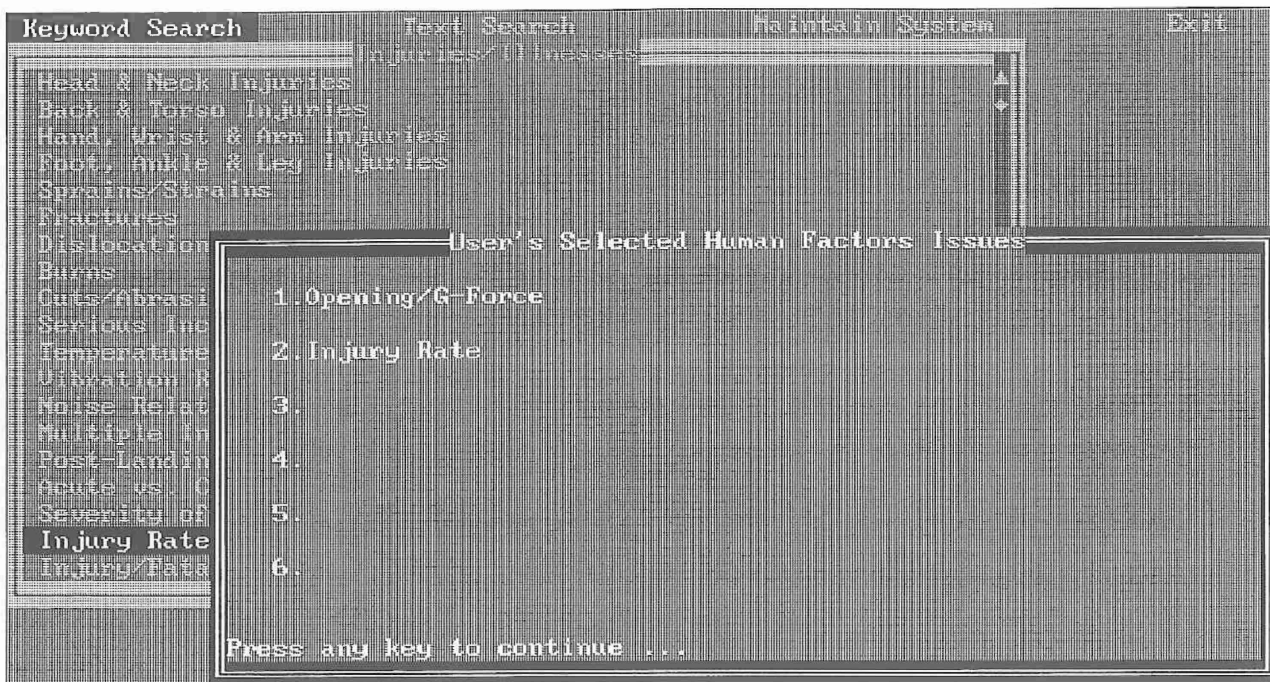 Keyword Search Text Search Maintain System Exit
Injuries/Illnesses
Head & Neck Injuries
Back & Torso Injuries
Hand, Wrist & Arm Injuries
Foot, Ankle & Leg Injuries
Sprains/Strains
Fractures
Dislocation
Burns
Cuts/Abrasi
Serious Inc
Temperature
Vibration R
Noise Relat
Multiple In
Post-Landin
Acute vs. C
Severity of
Injury Rate
Injury/Fata
User's Selected Human Factors Issues
1.Opening/G-Force
2.Injury Rate
3.
4.
5.
6.
Press any key to continue ...